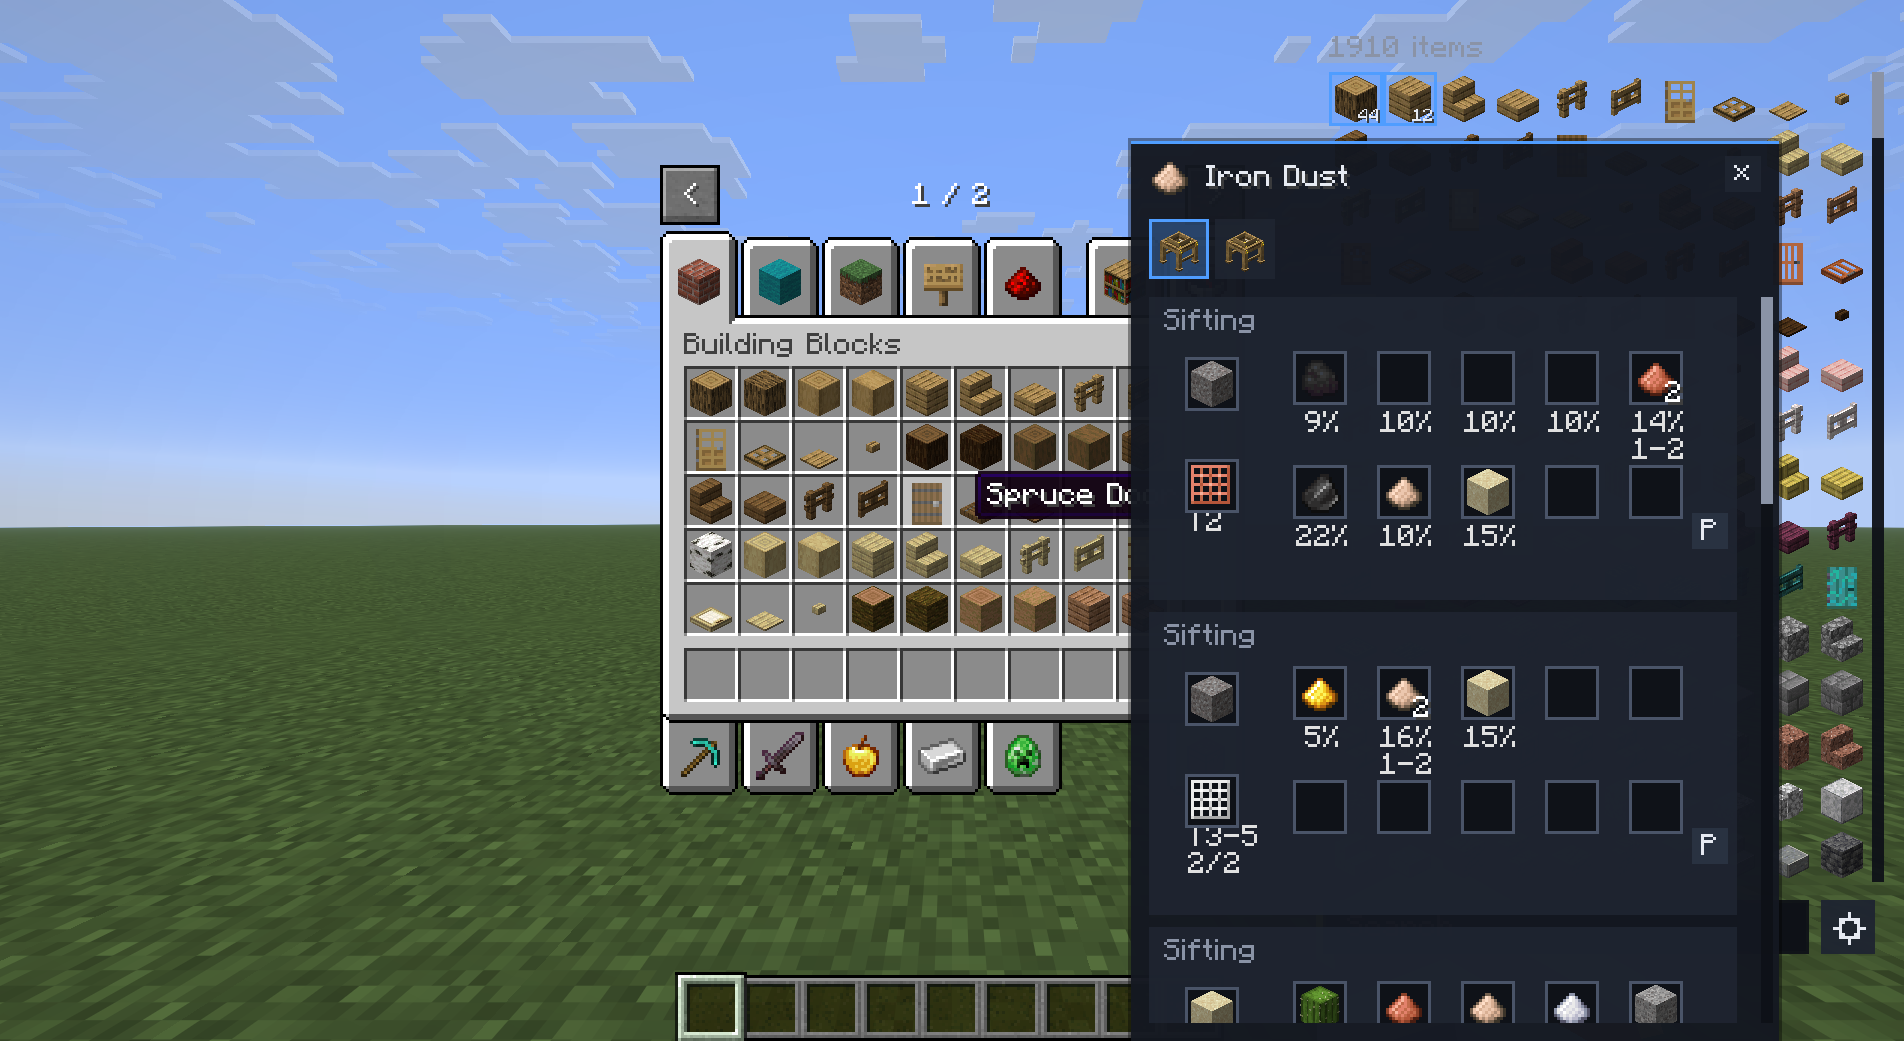 1910 items
44
12
1 / 2
Iron Dust
Building Blocks
Spruce Do
Sifting
2
9%
10%
10%
10%
14%
1-2
T2
22%
10%
15%
P
Sifting
2
5%
16%
15%
1-2
T3-5
2/2
P
Sifting